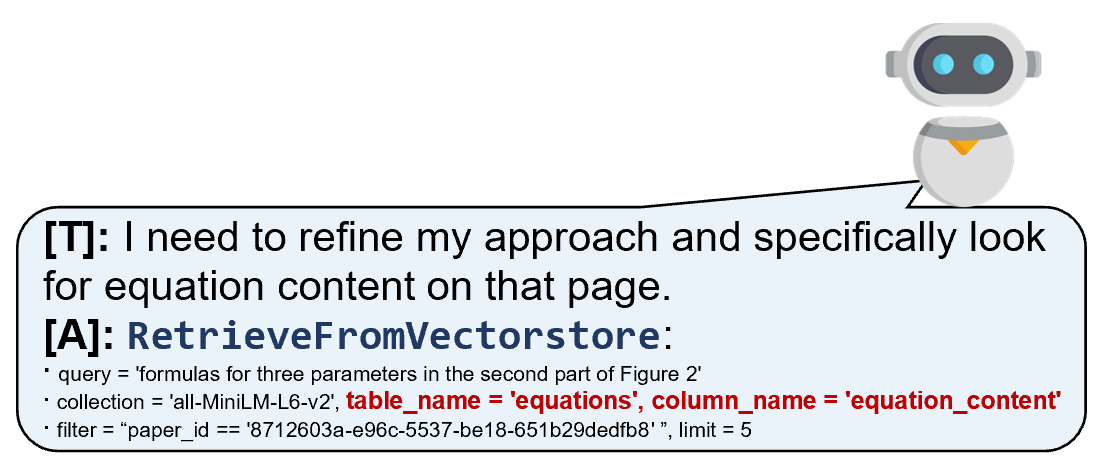 [T]: I need to refine my approach and specifically look
for equation content on that page.
[A]: RetrieveFromVectorstore:
· query = 'formulas for three parameters in the second part of Figure 2'
· collection = 'all-MiniLM-L6-v2', table_name = 'equations', column_name = 'equation_content'
· filter = “paper_id == '8712603a-e96c-5537-be18-651b29dedfb8' ”, limit = 5